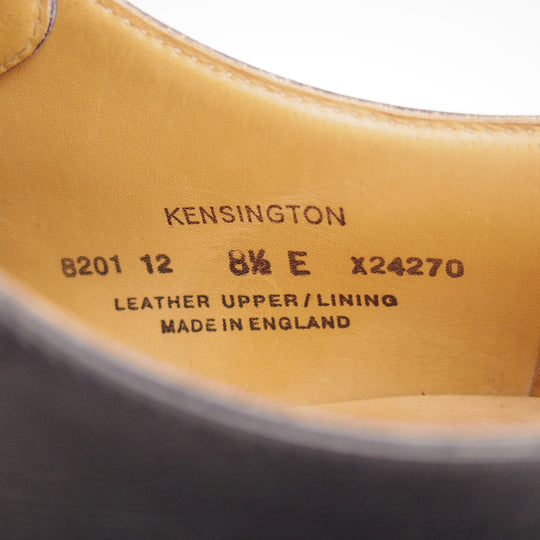 KENSINGTON
8201 12 8½ E X24270
LEATHER UPPER/LINING
MADE IN ENGLAND